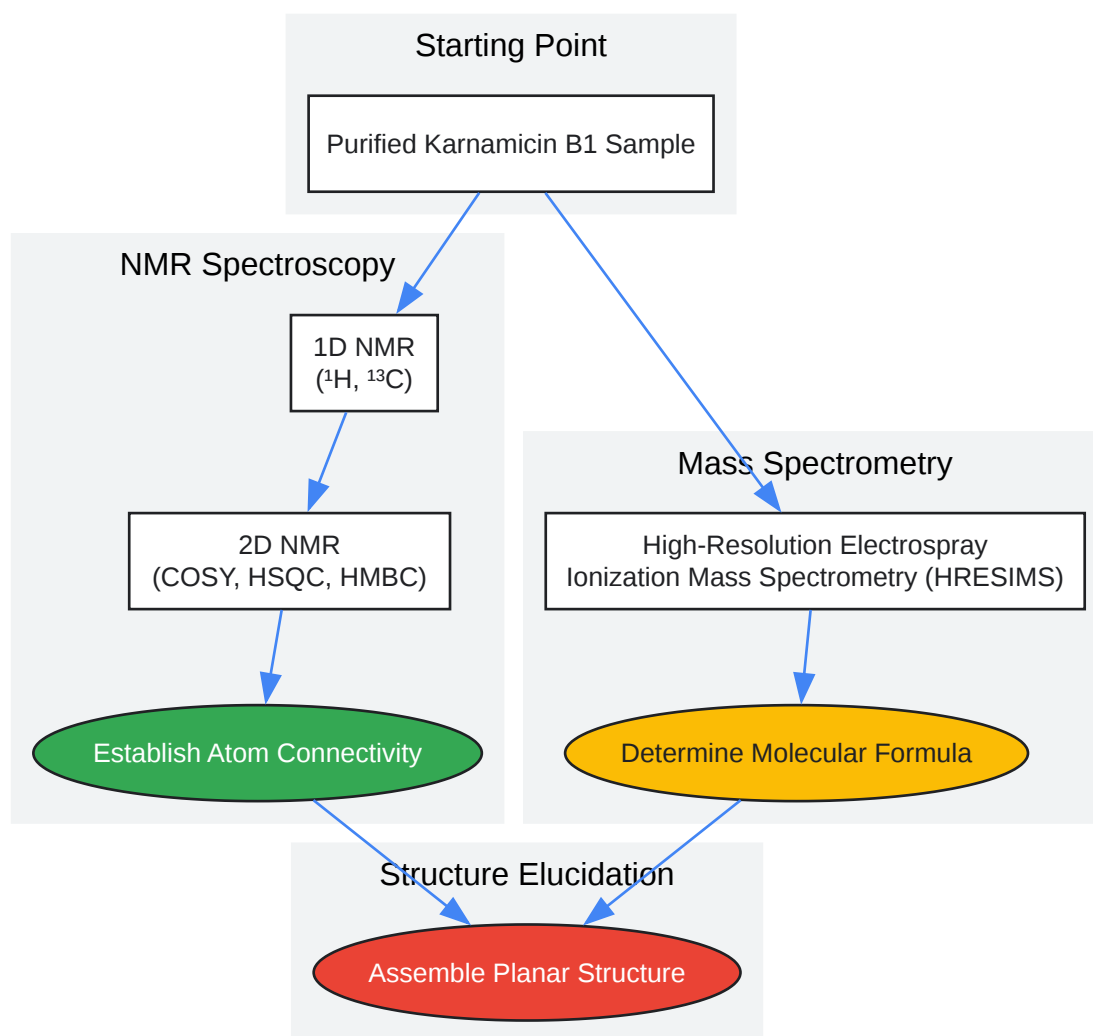 Starting Point
Purified Karnamicin B1 Sample
NMR Spectroscopy
1D NMR
(¹H, ¹³C)
2D NMR
(COSY, HSQC, HMBC)
Establish Atom Connectivity
Mass Spectrometry
High-Resolution Electrospray
Ionization Mass Spectrometry (HRESIMS)
Determine Molecular Formula
Structure Elucidation
Assemble Planar Structure